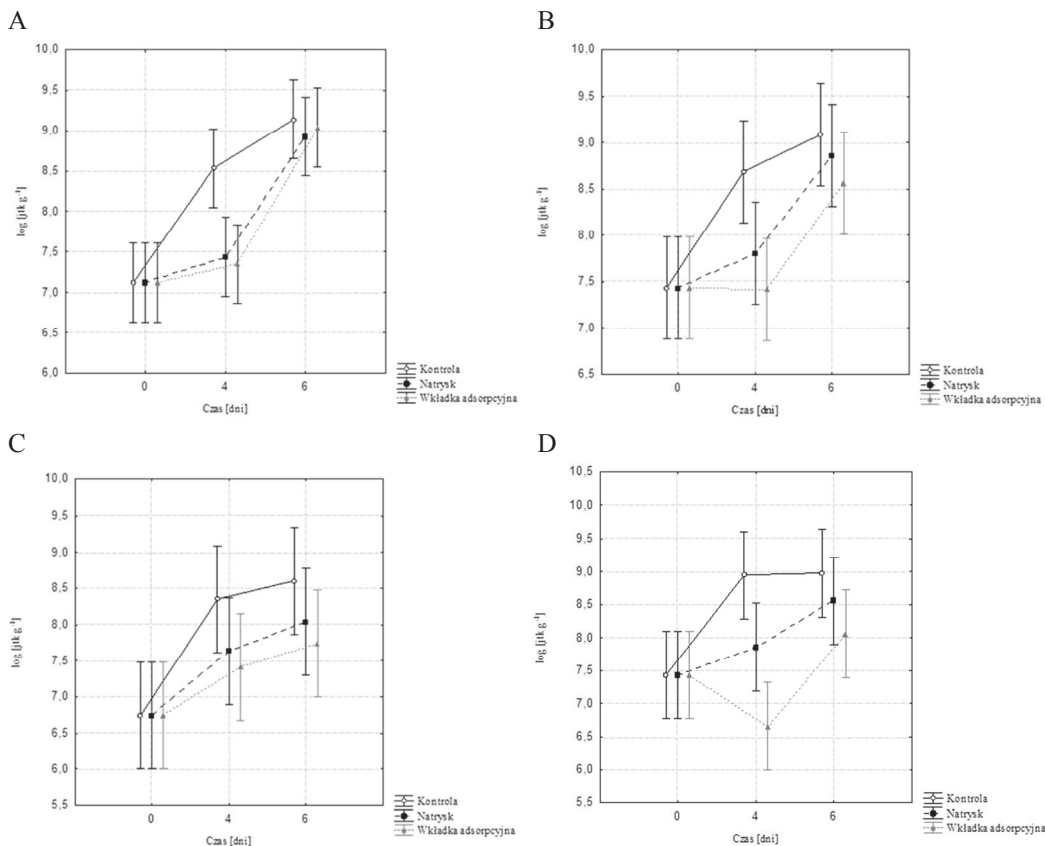 A
10,0
9,5
9,0
8,5
8,0
7,5
7,0
6,5
6,0
log [jtk g-1]
0 4 6
Czas [dni]
Kontrola
Natrysk
Wkładka adsorpcyjna
B
10,0
9,5
9,0
8,5
8,0
7,5
7,0
6,5
log [jtk g-1]
0 4 6
Czas [dni]
Kontrola
Natrysk
Wkładka adsorpcyjna
C
10,0
9,5
9,0
8,5
8,0
7,5
7,0
6,5
6,0
5,5
log [jtk g-1]
0 4 6
Czas [dni]
Kontrola
Natrysk
Wkładka adsorpcyjna
D
10,5
10,0
9,5
9,0
8,5
8,0
7,5
7,0
6,5
6,0
5,5
log [jtk g-1]
0 4 6
Czas [dni]
Kontrola
Natrysk
Wkładka adsorpcyjna